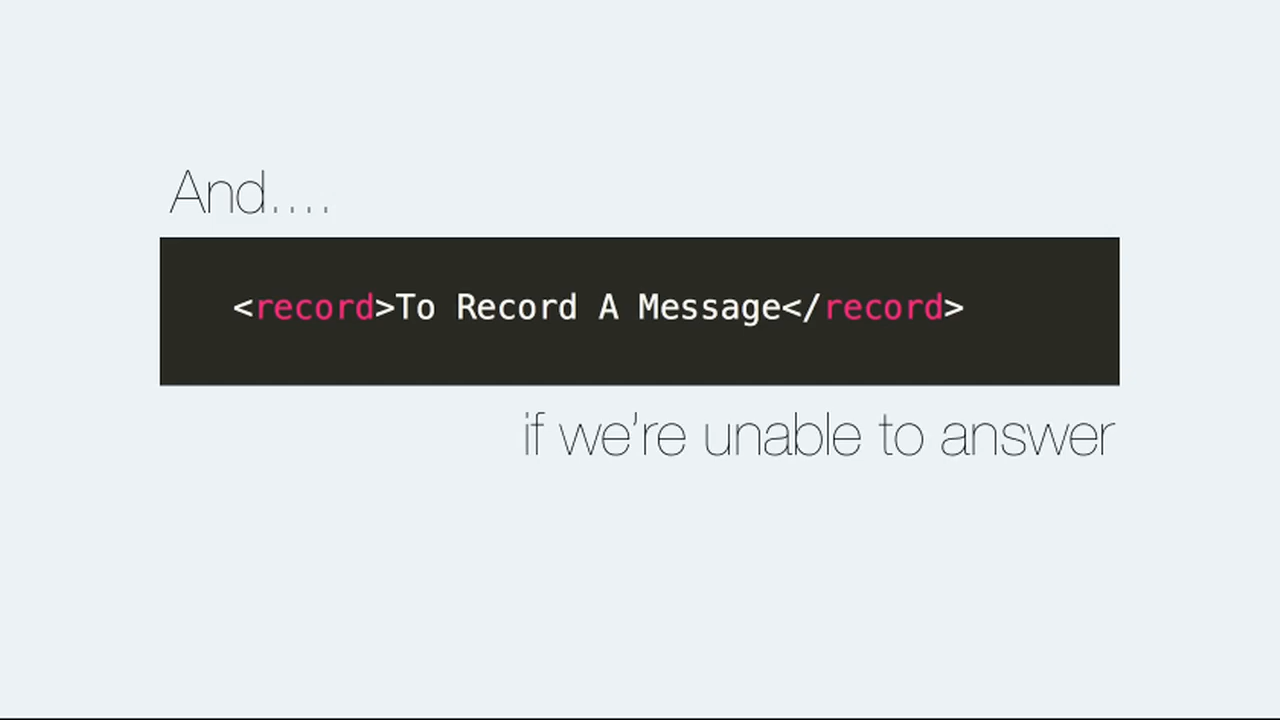 And....
<record>To Record A Message</record>
if we're unable to answer